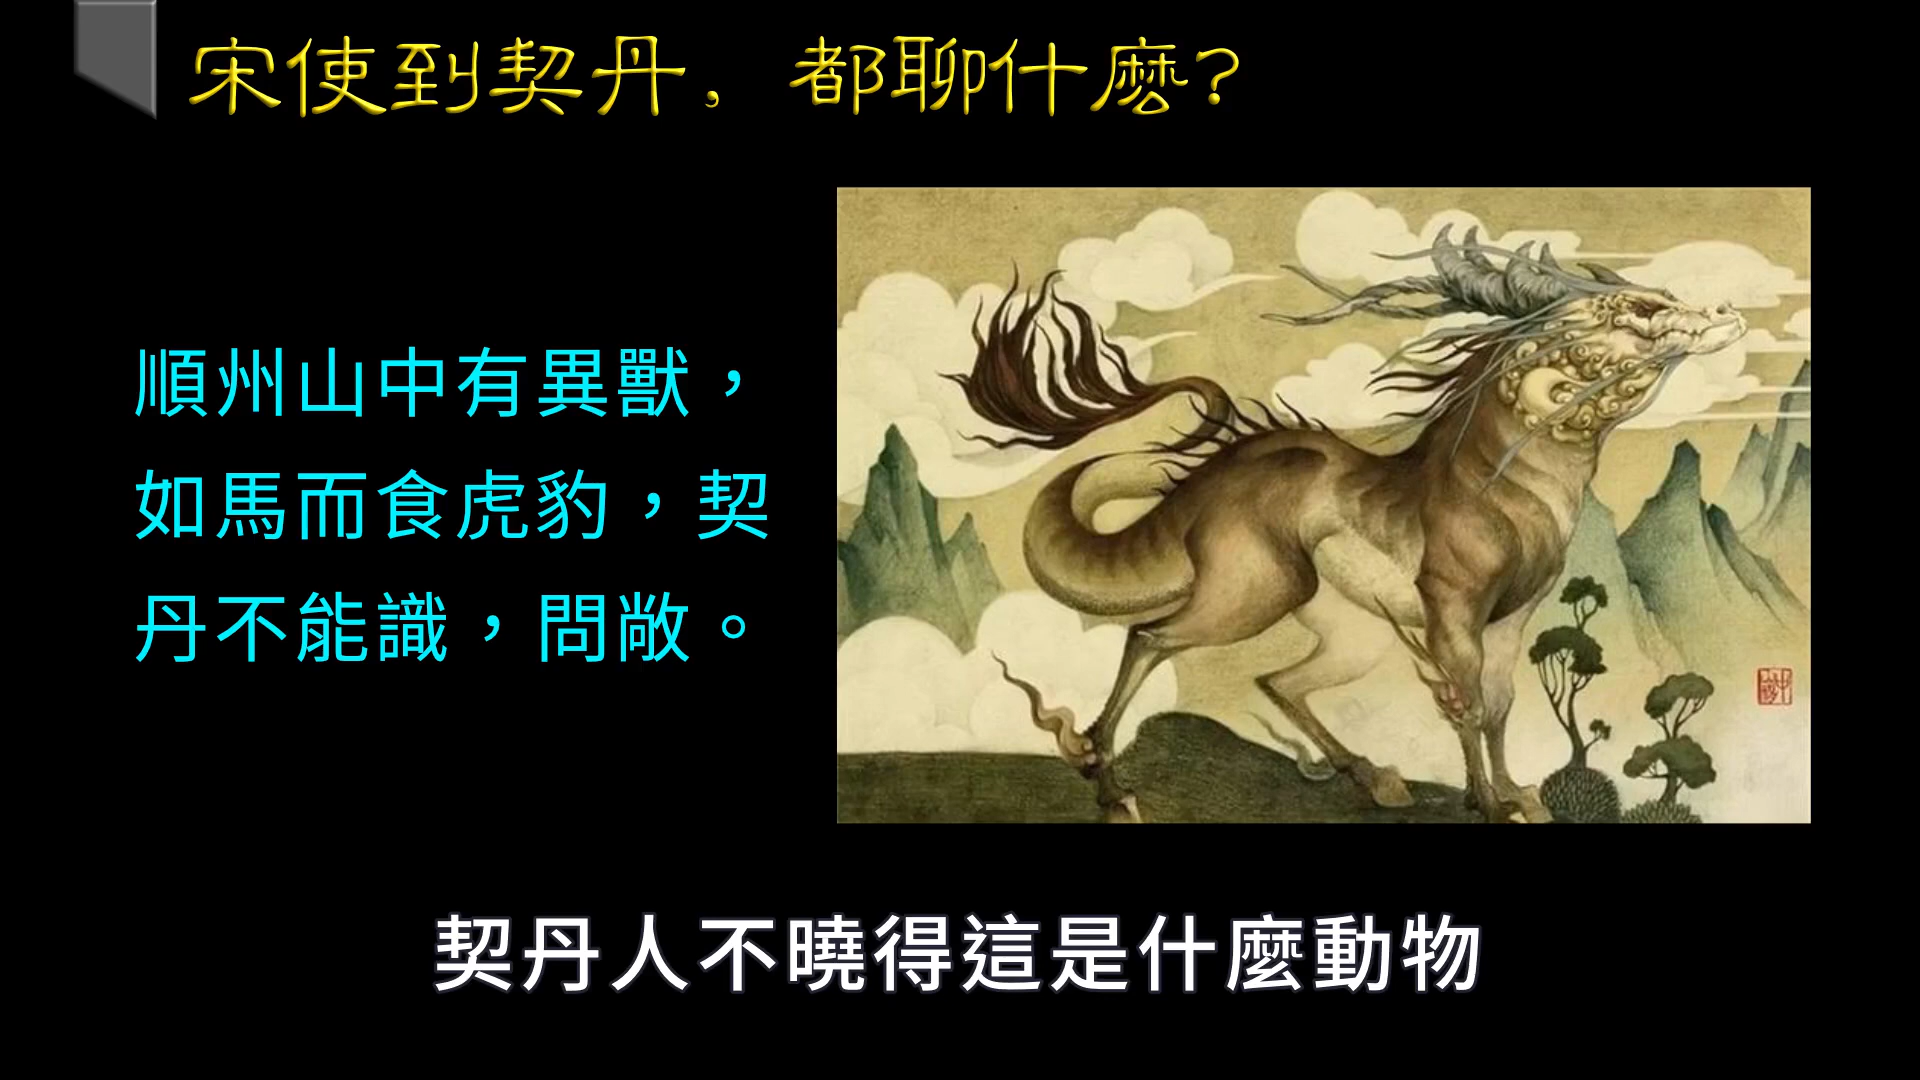 宋使到契丹，都聊什麼？
順州山中有異獸，
如馬而食虎豹，契
丹不能識，問敞。
契丹人不曉得這是什麼動物